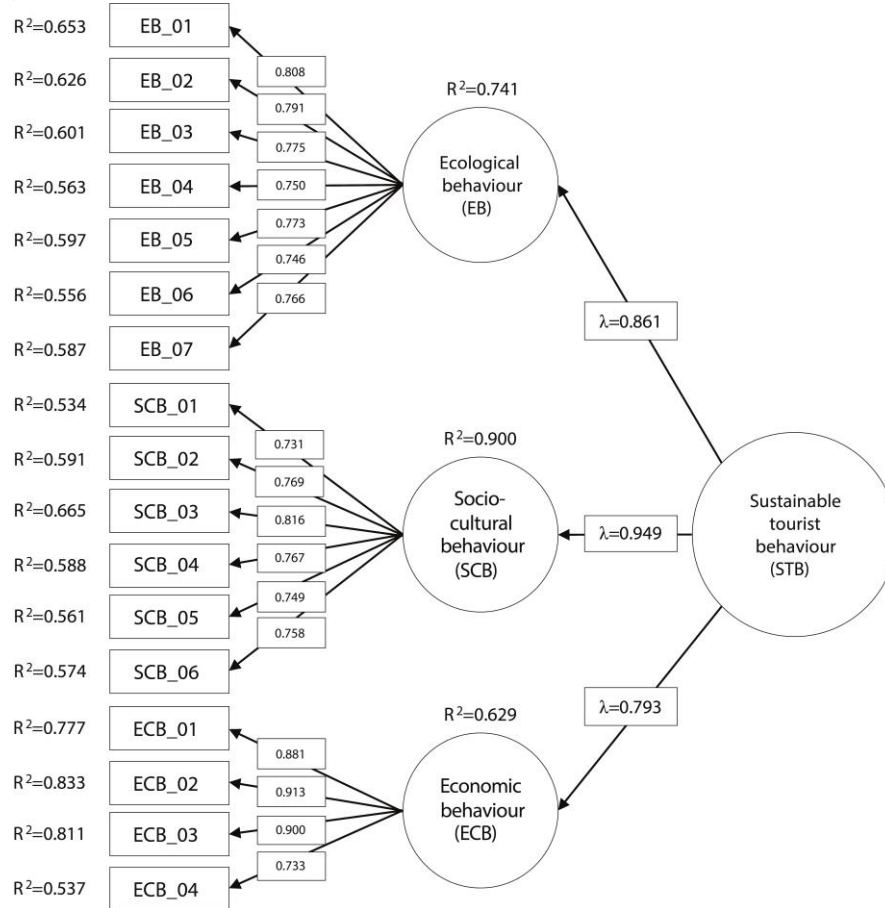 R²=0.653 EB_01
R²=0.626 EB_02
R²=0.601 EB_03
R²=0.563 EB_04
R²=0.597 EB_05
R²=0.556 EB_06
R²=0.587 EB_07
0.808
0.791
0.775
0.750
0.773
0.746
0.766
R²=0.741
Ecological
behaviour
(EB)
λ=0.861
R²=0.534 SCB_01
R²=0.591 SCB_02
R²=0.665 SCB_03
R²=0.588 SCB_04
R²=0.561 SCB_05
R²=0.574 SCB_06
0.731
0.769
0.816
0.767
0.749
0.758
R²=0.900
Socio-
cultural
behaviour
(SCB)
λ=0.949
Sustainable
tourist
behaviour
(STB)
R²=0.777 ECB_01
R²=0.833 ECB_02
R²=0.811 ECB_03
R²=0.537 ECB_04
0.881
0.913
0.900
0.733
R²=0.629
Economic
behaviour
(ECB)
λ=0.793